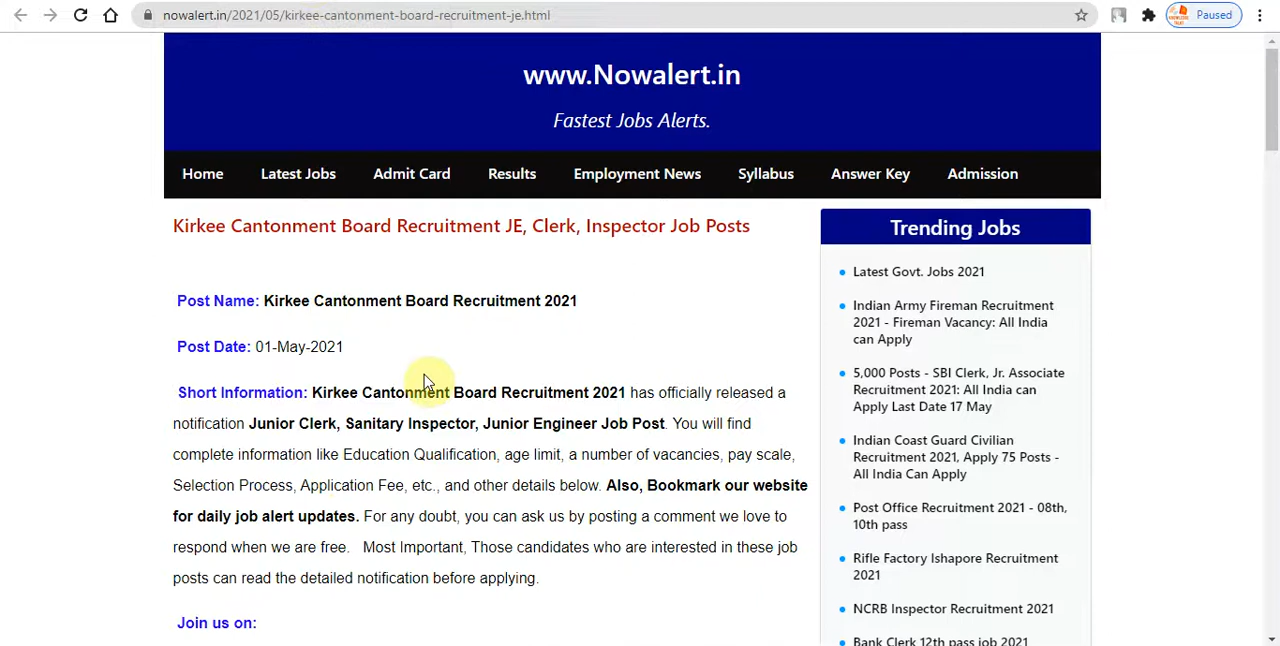 nowalert.in/2021/05/kirkee-cantonment-board-recruitment-je.html
Paused
www.Nowalert.in
Fastest Jobs Alerts.
Home
Latest Jobs
Admit Card
Results
Employment News
Syllabus
Answer Key
Admission
Kirkee Cantonment Board Recruitment JE, Clerk, Inspector Job Posts
Post Name: Kirkee Cantonment Board Recruitment 2021
Post Date: 01-May-2021
Short Information: Kirkee Cantonment Board Recruitment 2021 has officially released a
notification Junior Clerk, Sanitary Inspector, Junior Engineer Job Post. You will find
complete information like Education Qualification, age limit, a number of vacancies, pay scale,
Selection Process, Application Fee, etc., and other details below. Also, Bookmark our website
for daily job alert updates. For any doubt, you can ask us by posting a comment we love to
respond when we are free. Most Important, Those candidates who are interested in these job
posts can read the detailed notification before applying.
Join us on:
Trending Jobs
Latest Govt. Jobs 2021
Indian Army Fireman Recruitment
2021 - Fireman Vacancy: All India
can Apply
5,000 Posts - SBI Clerk, Jr. Associate
Recruitment 2021: All India can
Apply Last Date 17 May
Indian Coast Guard Civilian
Recruitment 2021, Apply 75 Posts -
All India Can Apply
Post Office Recruitment 2021 - 08th,
10th pass
Rifle Factory Ishapore Recruitment
2021
NCRB Inspector Recruitment 2021
Bank Clerk 12th pass job 2021